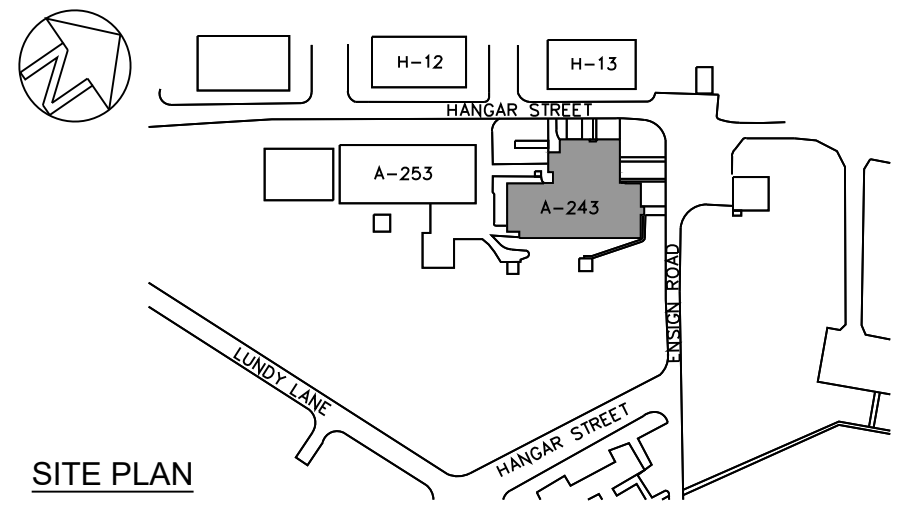 H-12
H-13
HANGAR STREET
A-253
A-243
ENSIGN ROAD
LUNDY LANE
HANGAR STREET
SITE PLAN
N